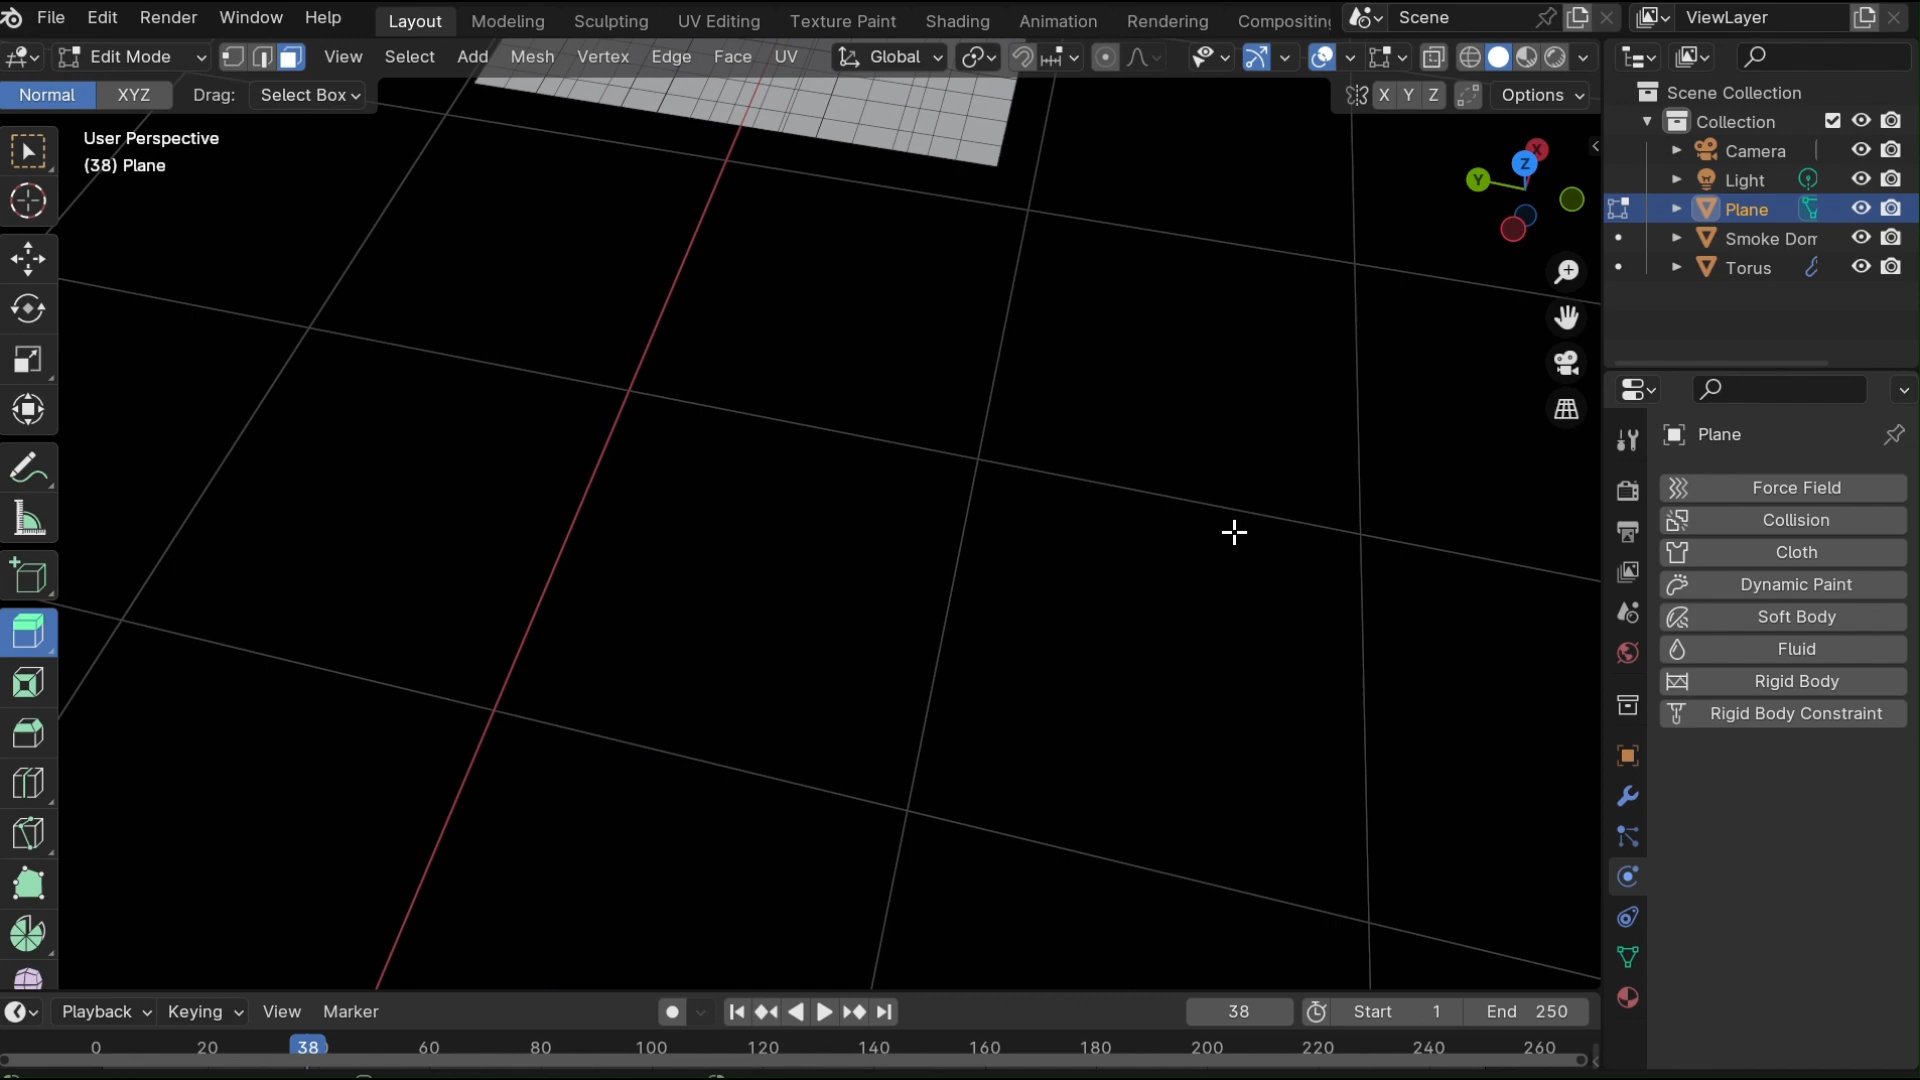 File Edit Render Window Help Layout Modeling Sculpting UV Editing Texture Paint Shading Animation Rendering Compositin Scene ViewLayer
Edit Mode View Select Add Mesh Vertex Edge Face UV Global
Normal XYZ Drag: Select Box X Y Z Options
User Perspective
(38) Plane
X
Z
Y
Scene Collection
Collection
Camera
Light
Plane
Smoke Dom
Torus
Plane
Force Field
Collision
Cloth
Dynamic Paint
Soft Body
Fluid
Rigid Body
Rigid Body Constraint
Playback Keying View Marker 38 Start 1 End 250
0 20 38 60 80 100 120 140 160 180 200 220 240 260